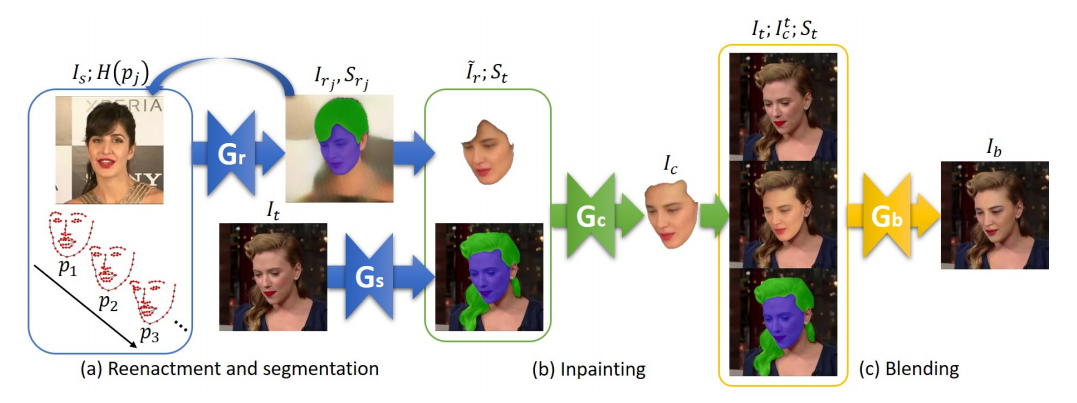 I_s; H(p_j)
I_{r_j}, S_{r_j}
Ĩ_r; S_t
I_t; I_c^t; S_t
XPERIA
NY
G_r
p_1
p_2
p_3
...
I_t
G_s
G_c
I_c
G_b
I_b
(a) Reenactment and segmentation
(b) Inpainting
(c) Blending